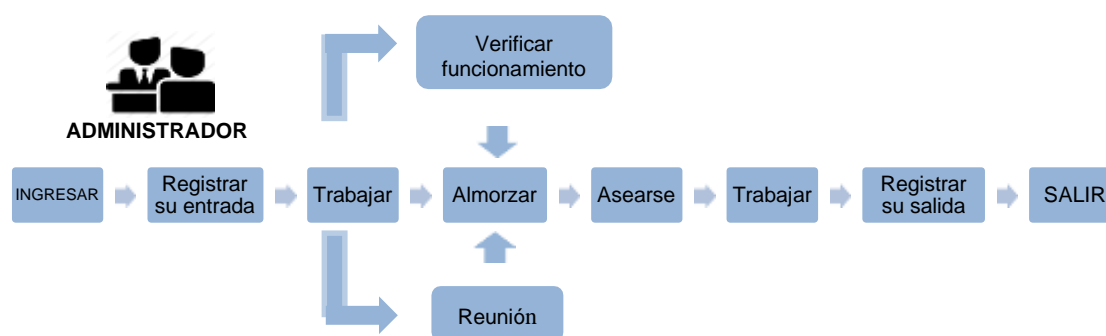 Verificar
funcionamiento
ADMINISTRADOR
INGRESAR
Registrar
su entrada
Trabajar
Almorzar
Asearse
Trabajar
Registrar
su salida
SALIR
Reunión